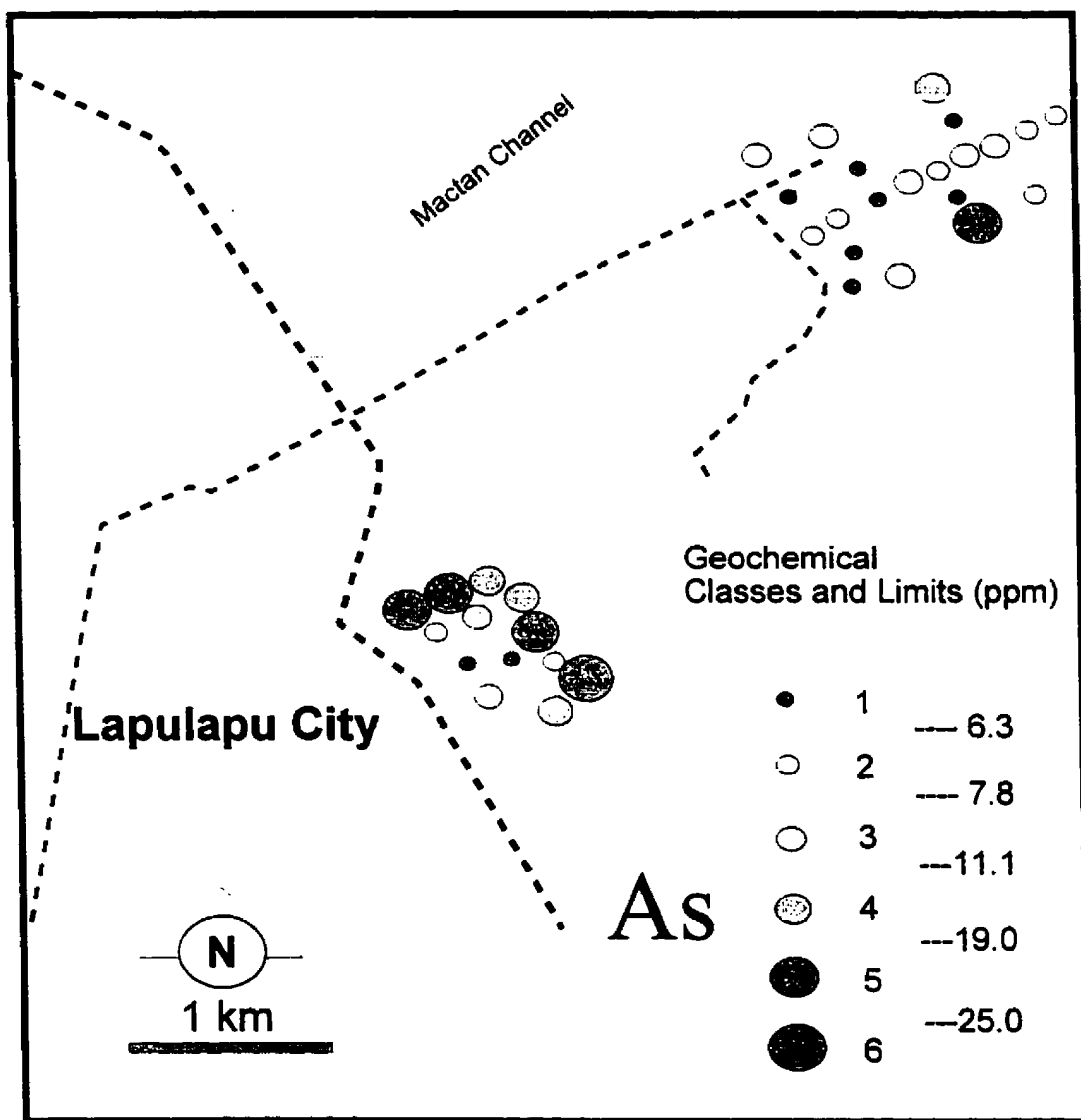 Mactan Channel
Geochemical
Classes and Limits (ppm)
1
---- 6.3
2
---- 7.8
3
---11.1
4
---19.0
5
---25.0
6
Lapulapu City
As
N
1 km